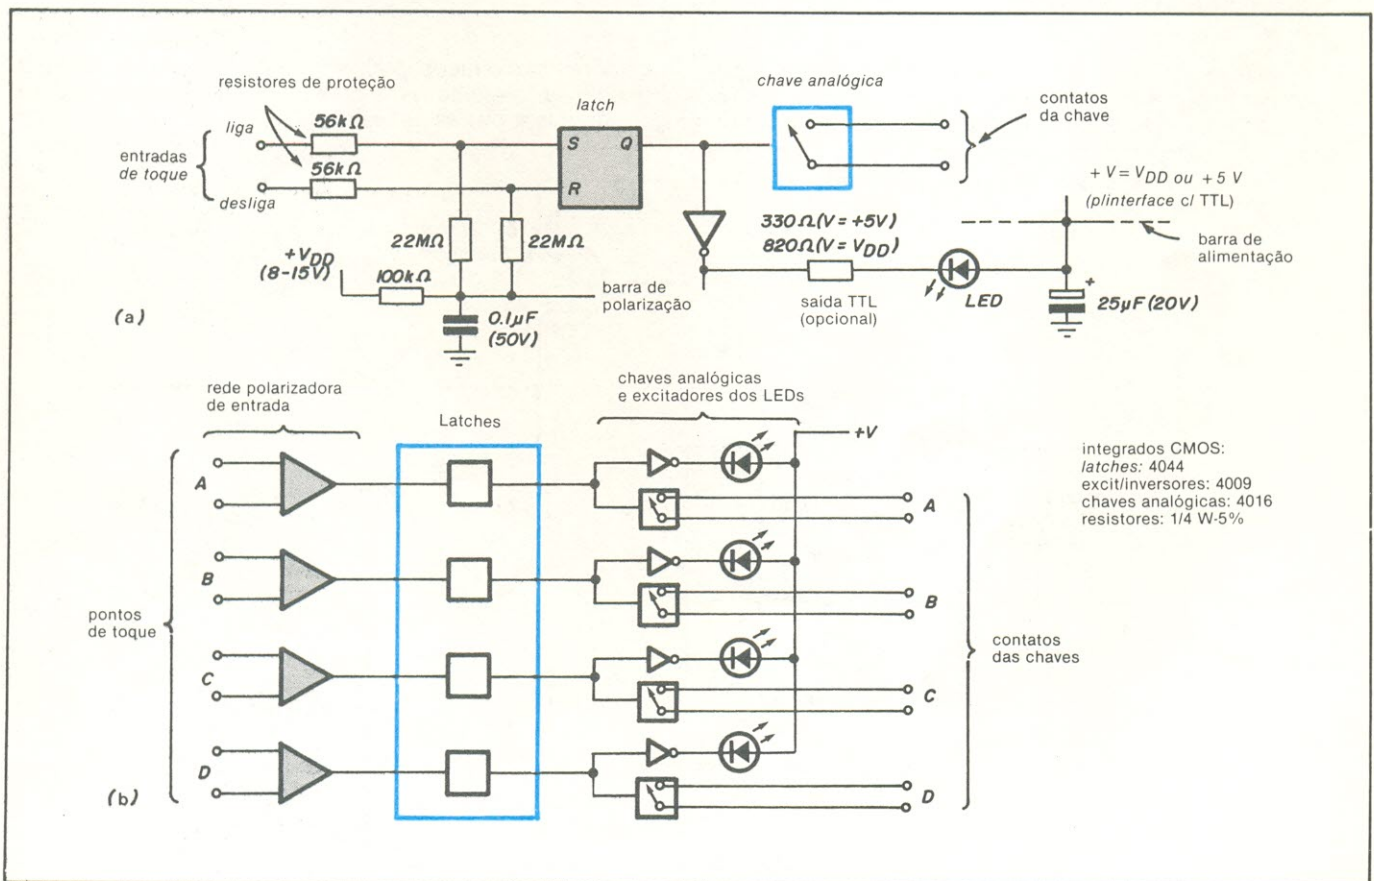 resistores de proteção
liga
56kΩ
entradas
de toque
56kΩ
desliga
latch
S
Q
R
chave analógica
contatos
da chave
+ V = VDD ou + 5 V
(p/interface c/ TTL)
barra de
alimentação
22MΩ
22MΩ
330Ω(V = +5V)
820Ω(V = VDD)
+VDD
(8-15V)
100kΩ
barra de
polarização
saída TTL
(opcional)
LED
+
25µF(20V)
0.1µF
(50V)
(a)
rede polarizadora
de entrada
Latches
chaves analógicas
e excitadores dos LEDs
+V
integrados CMOS:
latches: 4044
excit/inversores: 4009
chaves analógicas: 4016
resistores: 1/4 W-5%
A
A
B
B
pontos
de toque
contatos
das chaves
C
C
D
D
(b)